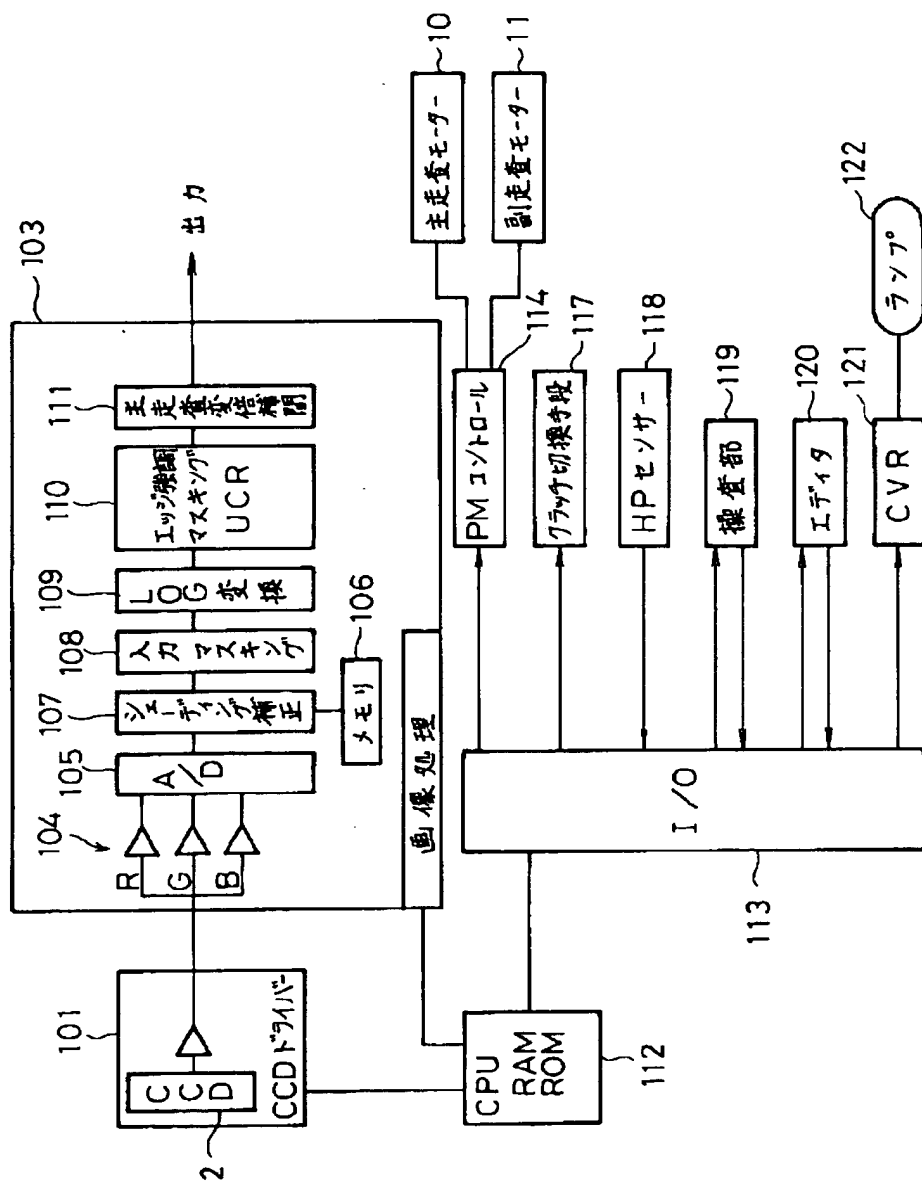 103
101
104
105
107
108
109
110
111
CCD
CCDドライバー
2
R
G
B
A/D
シェーディング補正
入力マスキング
LOG変換
エッジ強調
マスキング
UCR
主走査変倍補間
出力
メモリ
106
画像処理
CPU
RAM
ROM
112
I/O
113
PMコントロール
114
主走査モーター
10
副走査モーター
11
クラッチ切換手段
117
HPセンサー
118
操査部
119
エディタ
120
CVR
121
ランプ
122